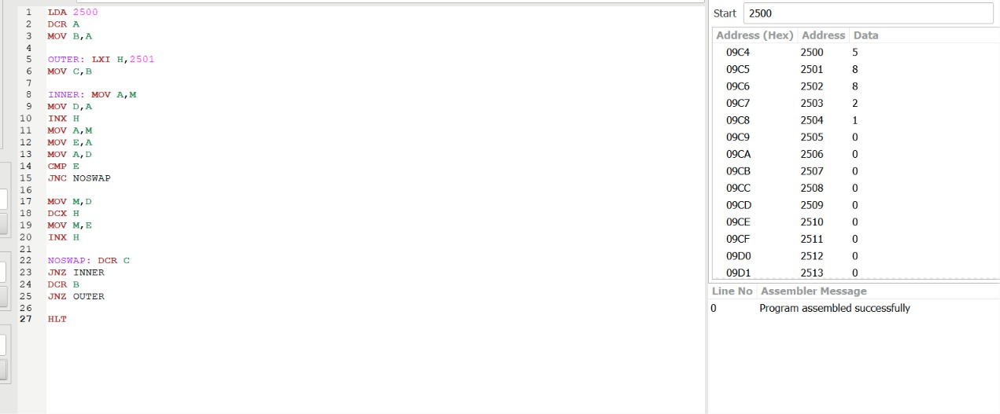 1 LDA 2500
2 DCR A
3 MOV B,A
4
5 OUTER: LXI H,2501
6 MOV C,B
7
8 INNER: MOV A,M
9 MOV D,A
10 INX H
11 MOV A,M
12 MOV E,A
13 MOV A,D
14 CMP E
15 JNC NOSWAP
16
17 MOV M,D
18 DCX H
19 MOV M,E
20 INX H
21
22 NOSWAP: DCR C
23 JNZ INNER
24 DCR B
25 JNZ OUTER
26
27 HLT
Start 2500
Address (Hex) Address Data
09C4 2500 5
09C5 2501 8
09C6 2502 8
09C7 2503 2
09C8 2504 1
09C9 2505 0
09CA 2506 0
09CB 2507 0
09CC 2508 0
09CD 2509 0
09CE 2510 0
09CF 2511 0
09D0 2512 0
09D1 2513 0
Line No Assembler Message
0 Program assembled successfully